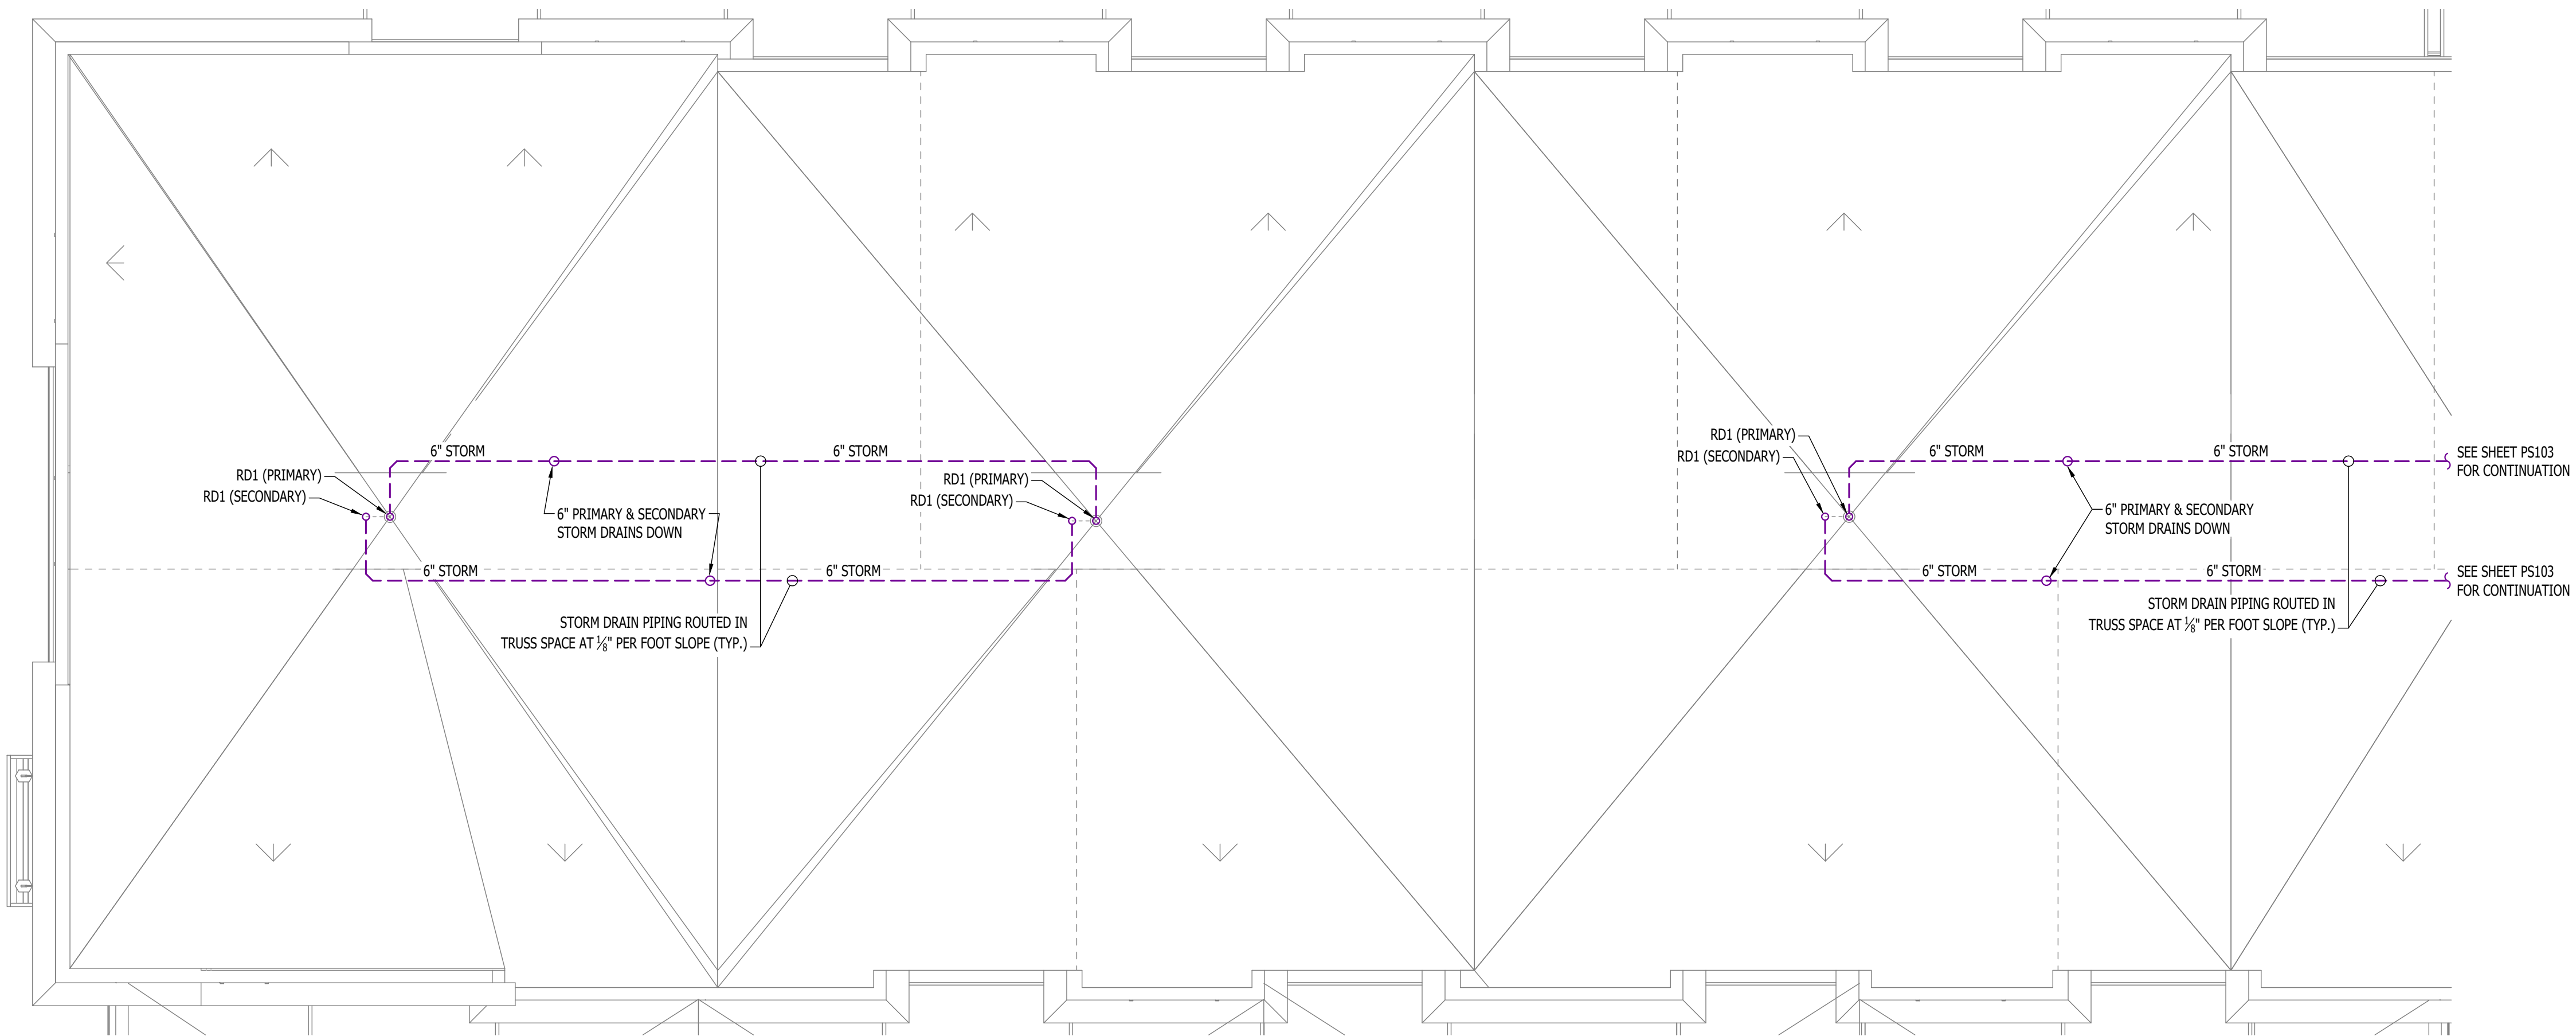 6" STORM
6" STORM
RD1 (PRIMARY)
RD1 (SECONDARY)
6" PRIMARY & SECONDARY
STORM DRAINS DOWN
RD1 (PRIMARY)
RD1 (SECONDARY)
6" STORM
6" STORM
STORM DRAIN PIPING ROUTED IN
TRUSS SPACE AT ⅛" PER FOOT SLOPE (TYP.)
RD1 (PRIMARY)
RD1 (SECONDARY)
6" STORM
6" STORM
SEE SHEET PS103
FOR CONTINUATION
6" PRIMARY & SECONDARY
STORM DRAINS DOWN
6" STORM
6" STORM
SEE SHEET PS103
FOR CONTINUATION
STORM DRAIN PIPING ROUTED IN
TRUSS SPACE AT ⅛" PER FOOT SLOPE (TYP.)